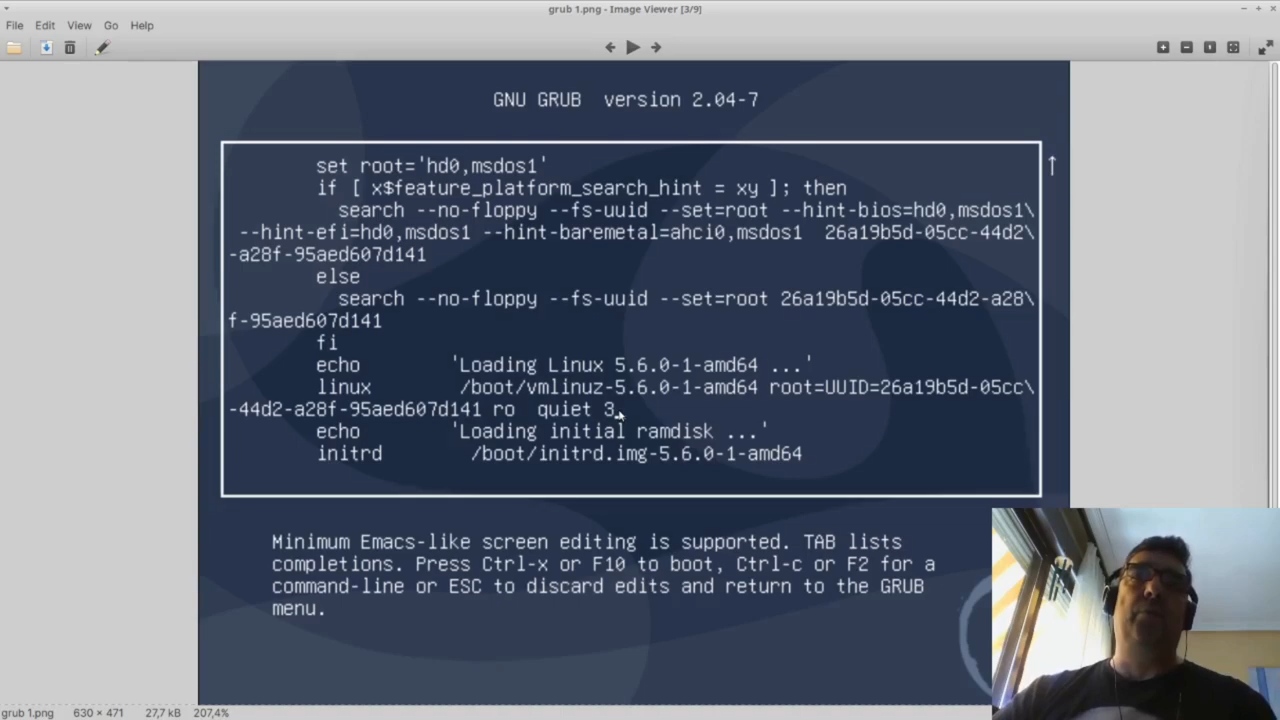 grub 1.png - Image Viewer [3/9]
File Edit View Go Help
GNU GRUB version 2.04-7
set root='hd0,msdos1'
if [ x$feature_platform_search_hint = xy ]; then
search --no-floppy --fs-uuid --set=root --hint-bios=hd0,msdos1\
--hint-efi=hd0,msdos1 --hint-baremetal=ahci0,msdos1 26a19b5d-05cc-44d2\
-a28f-95aed607d141
else
search --no-floppy --fs-uuid --set=root 26a19b5d-05cc-44d2-a28\
f-95aed607d141
fi
echo 'Loading Linux 5.6.0-1-amd64 ...'
linux /boot/vmlinuz-5.6.0-1-amd64 root=UUID=26a19b5d-05cc\
-44d2-a28f-95aed607d141 ro quiet 3
echo 'Loading initial ramdisk ...'
initrd /boot/initrd.img-5.6.0-1-amd64
Minimum Emacs-like screen editing is supported. TAB lists
completions. Press Ctrl-x or F10 to boot, Ctrl-c or F2 for a
command-line or ESC to discard edits and return to the GRUB
menu.
grub 1.png 630 × 471 27,7 kB 207,4%